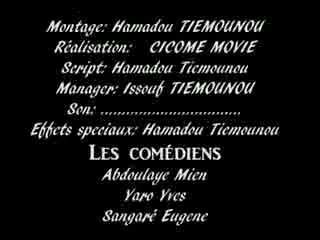 Montage: Hamadou TIEMOUNOU
Réalisation: CICOME MOVIE
Script: Hamadou Tiemounou
Manager: Issouf TIEMOUNOU
Son: ..................................
Effets speciaux: Hamadou Tiemounou
LES COMÉDIENS
Abdoulaye Mien
Yaro Yves
Sangaré Eugene